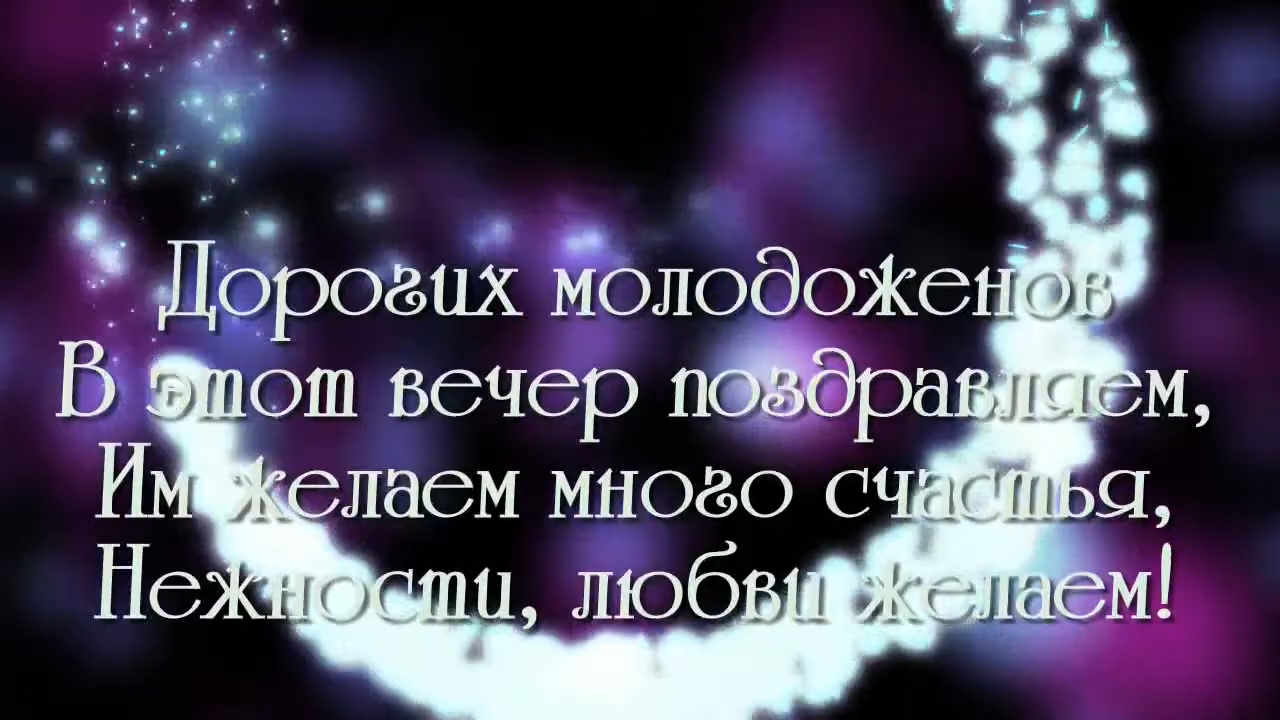 Дорогих молодоженов
В этот вечер поздравляем,
Им желаем много счастья,
Нежности, любви желаем!